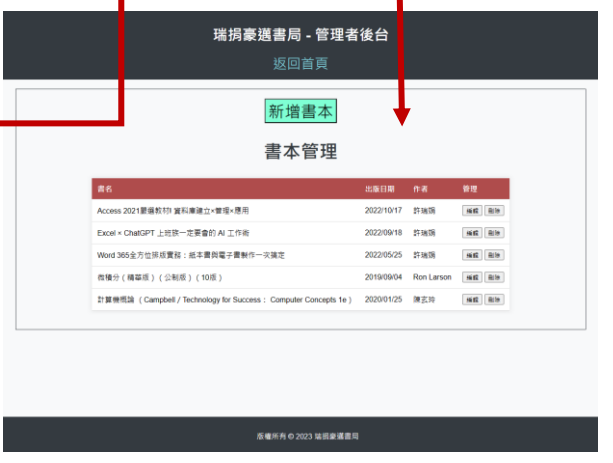 瑞捐豪邁書局 - 管理者後台
返回首頁
新增書本
書本管理
書名 出版日期 作者 管理
Access 2021嚴選教材! 資料庫建立×管理×應用 2022/10/17 許瑞頤 編輯 刪除
Excel × ChatGPT 上班族一定要會的 AI 工作術 2022/09/18 許瑞頤 編輯 刪除
Word 365全方位排版實務:紙本書與電子書製作一次搞定 2022/05/25 許瑞頤 編輯 刪除
微積分(精華版)(公制版)(10版) 2019/09/04 Ron Larson 編輯 刪除
計算機概論 (Campbell / Technology for Success: Computer Concepts 1e) 2020/01/25 陳玄玲 編輯 刪除
版權所有 © 2023 瑞捐豪邁書局